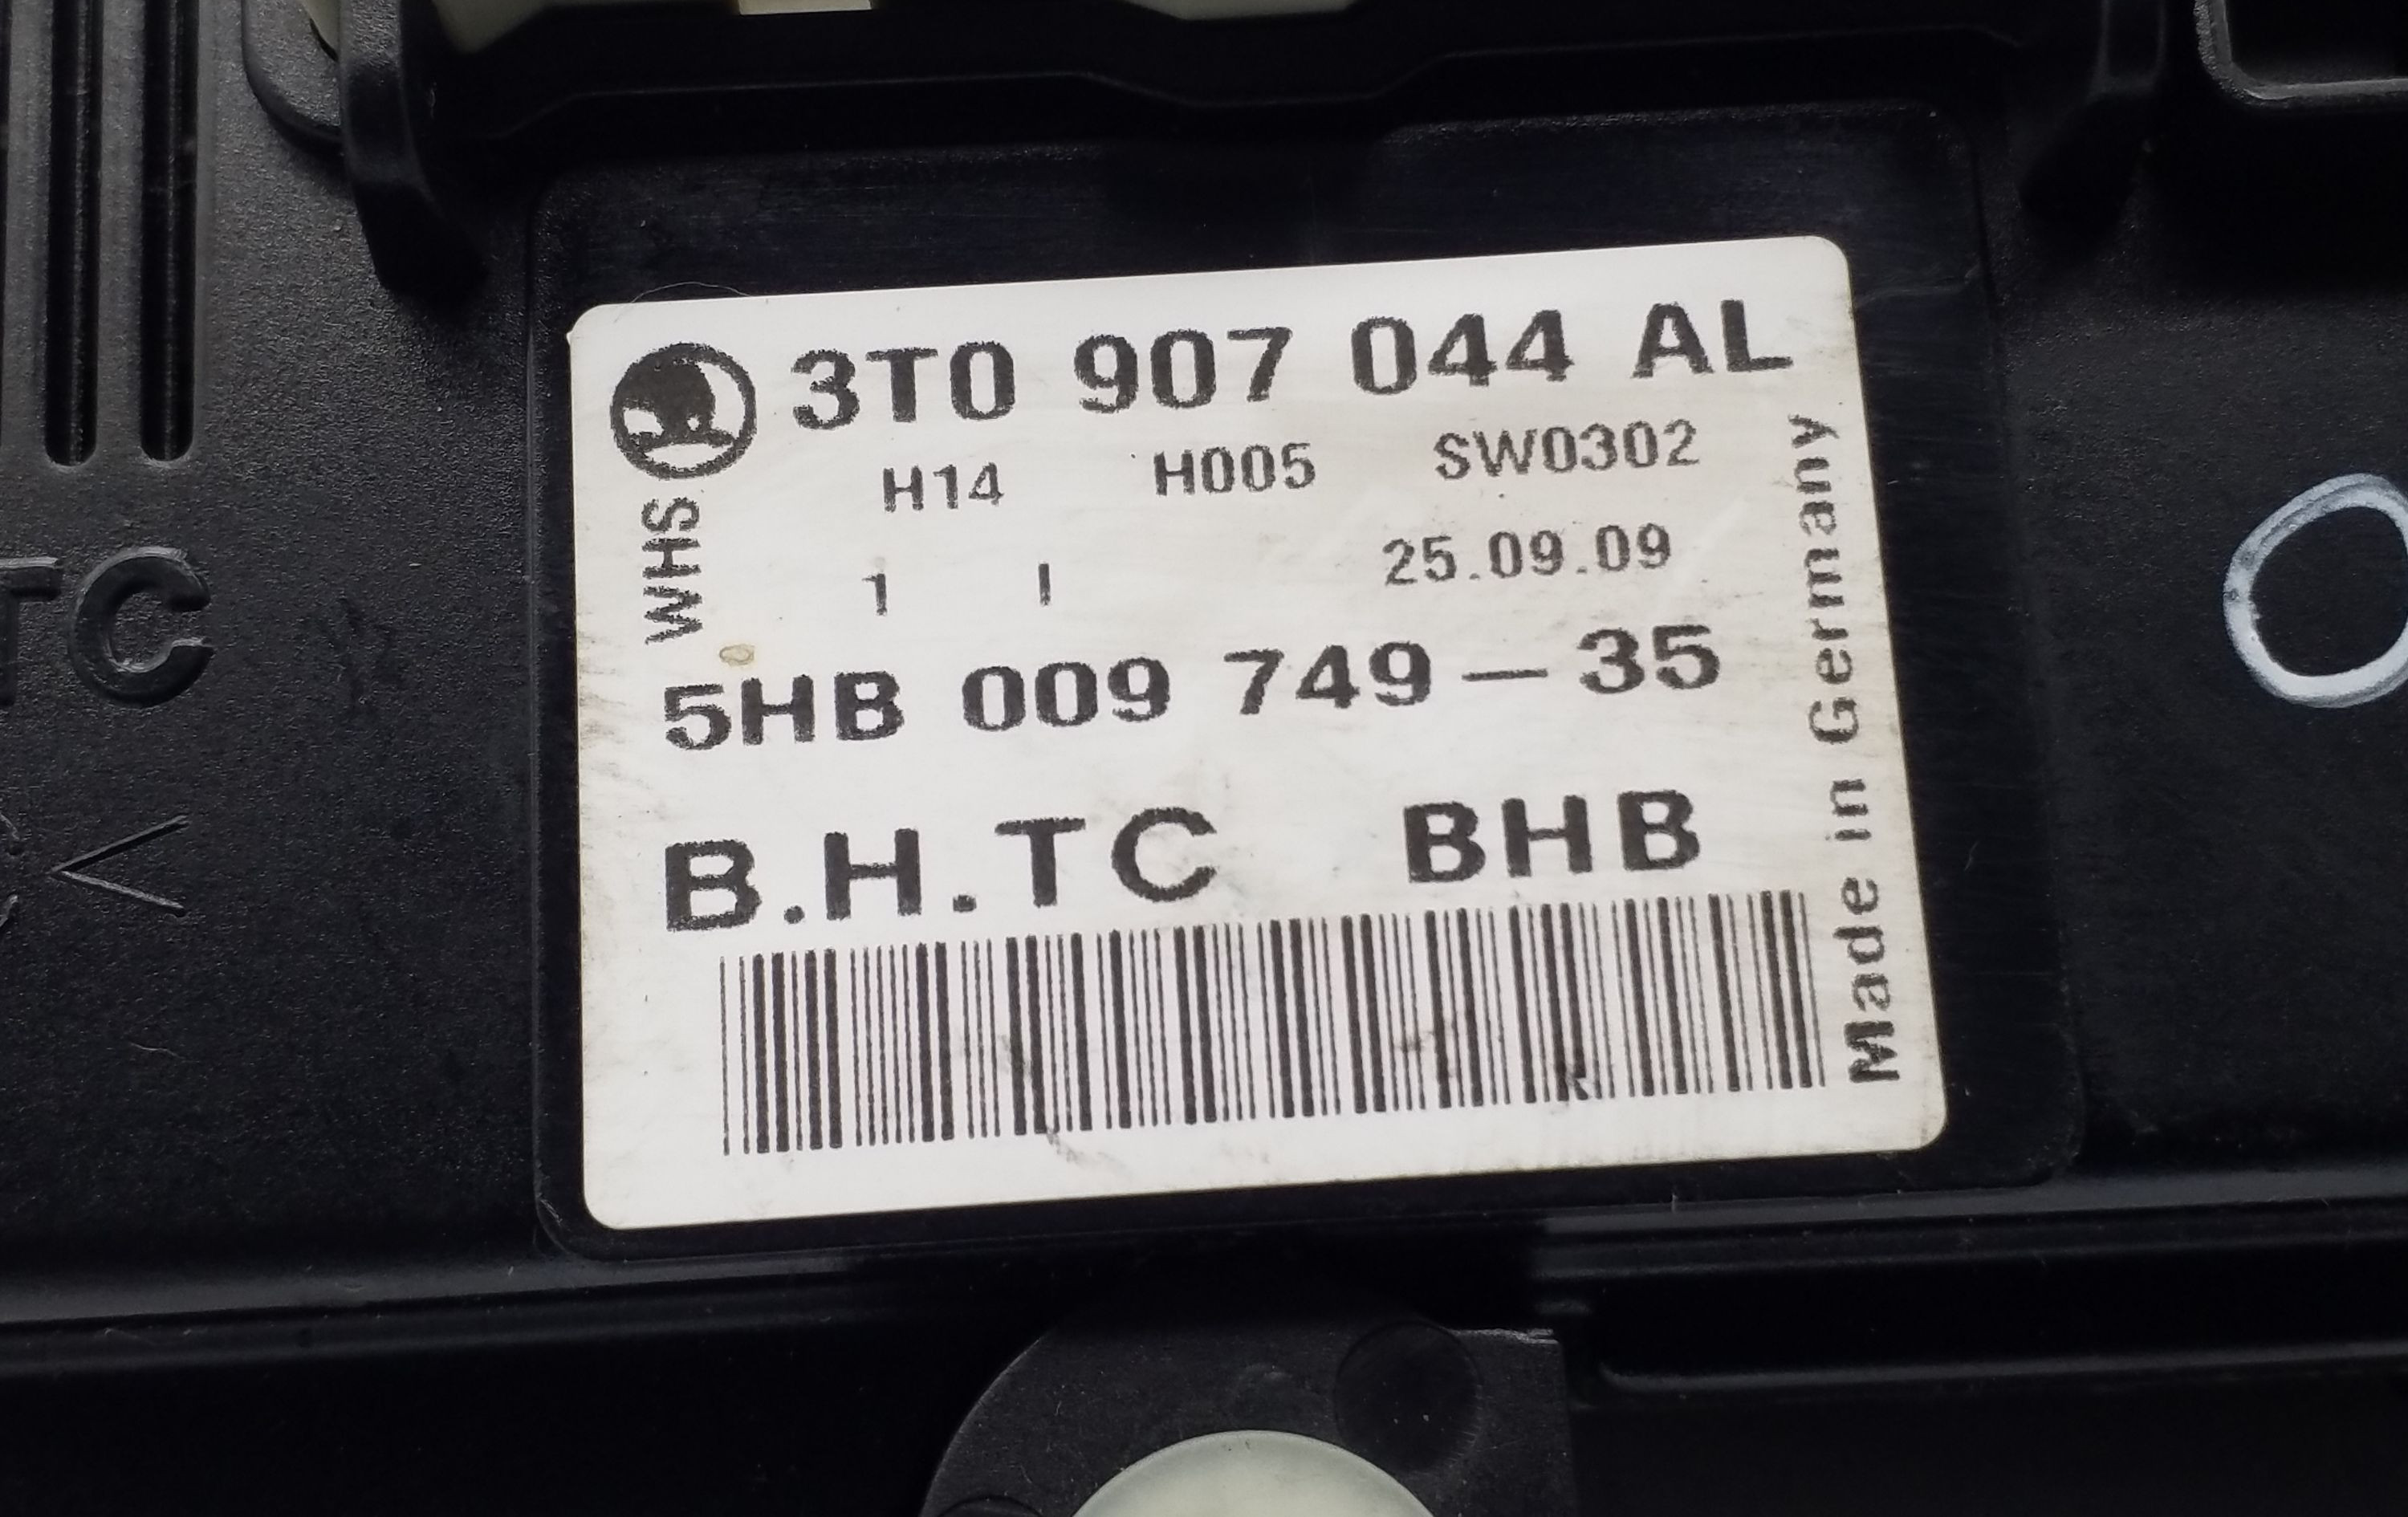 3T0 907 044 AL
H14 H005 SW0302
WHS
1 I 25.09.09
5HB 009 749-35
B.H.TC BHB
Made in Germany
TC